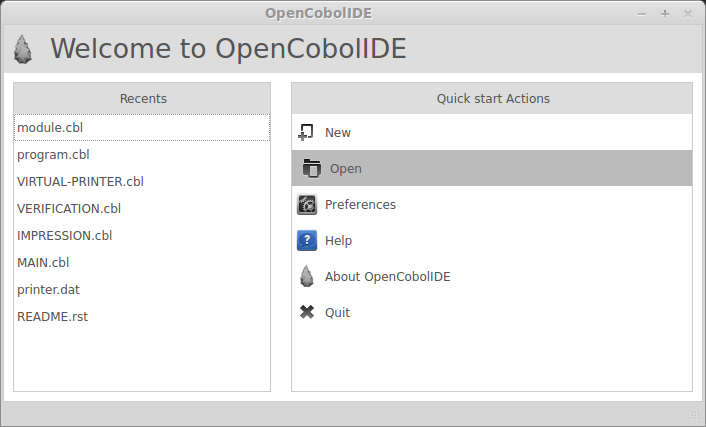 OpenCobolIDE
Welcome to OpenCobolIDE
Recents
module.cbl
program.cbl
VIRTUAL-PRINTER.cbl
VERIFICATION.cbl
IMPRESSION.cbl
MAIN.cbl
printer.dat
README.rst
Quick start Actions
New
Open
Preferences
? Help
About OpenCobolIDE
Quit